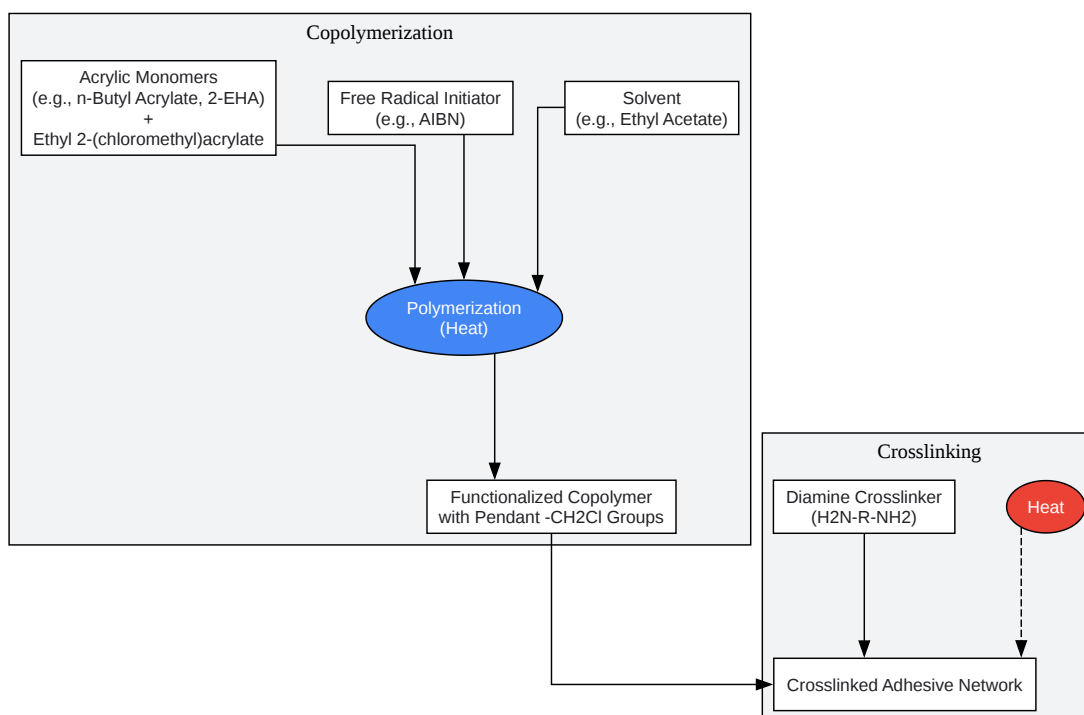 Copolymerization
Acrylic Monomers
(e.g., n-Butyl Acrylate, 2-EHA)
+
Ethyl 2-(chloromethyl)acrylate
Free Radical Initiator
(e.g., AIBN)
Solvent
(e.g., Ethyl Acetate)
Polymerization
(Heat)
Functionalized Copolymer
with Pendant -CH2Cl Groups
Crosslinking
Diamine Crosslinker
(H2N-R-NH2)
Heat
Crosslinked Adhesive Network